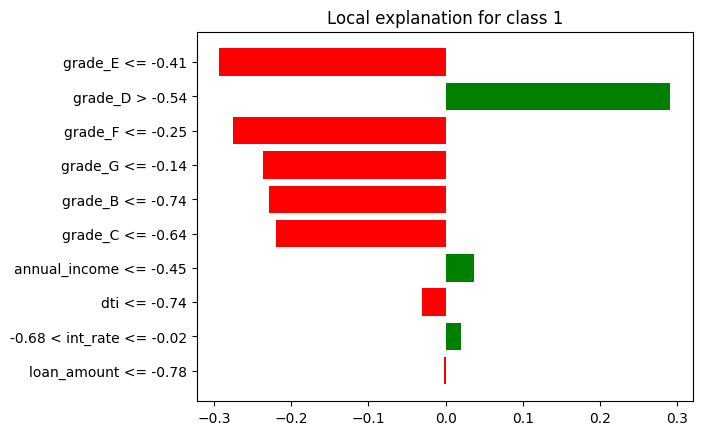 Local explanation for class 1
grade_E <= -0.41
grade_D > -0.54
grade_F <= -0.25
grade_G <= -0.14
grade_B <= -0.74
grade_C <= -0.64
annual_income <= -0.45
dti <= -0.74
-0.68 < int_rate <= -0.02
loan_amount <= -0.78
−0.3 −0.2 −0.1 0.0 0.1 0.2 0.3